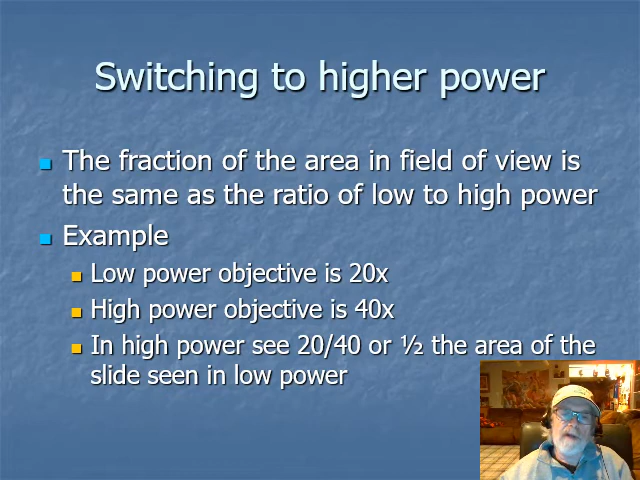 Switching to higher power
The fraction of the area in field of view is
the same as the ratio of low to high power
Example
Low power objective is 20x
High power objective is 40x
In high power see 20/40 or ½ the area of the
slide seen in low power